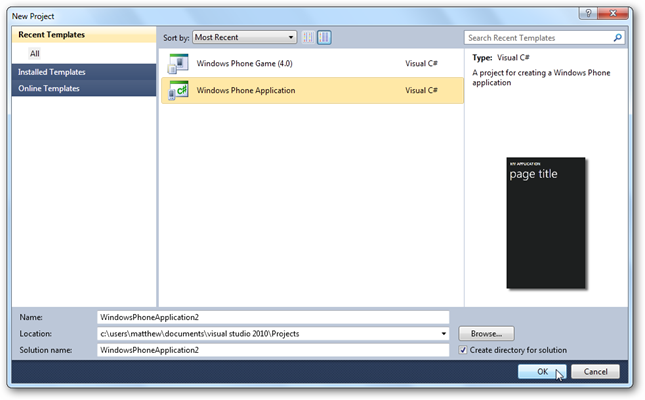 New Project
Recent Templates
All
Installed Templates
Online Templates
Sort by: Most Recent
Search Recent Templates
Windows Phone Game (4.0) Visual C#
Windows Phone Application Visual C#
Type: Visual C#
A project for creating a Windows Phone
application
MY APPLICATION
page title
Name: WindowsPhoneApplication2
Location: c:\users\matthew\documents\visual studio 2010\Projects
Browse...
Solution name: WindowsPhoneApplication2
Create directory for solution
OK Cancel